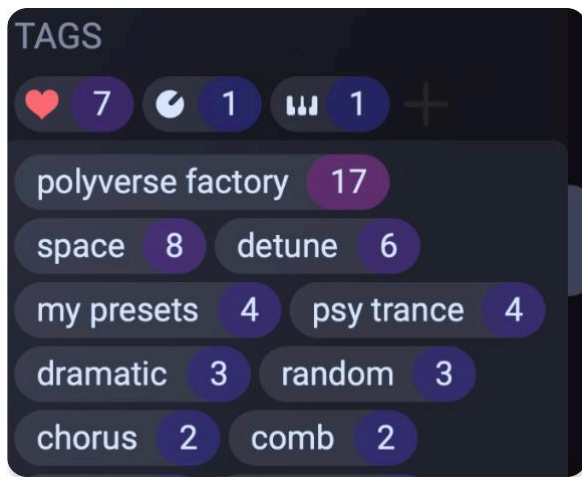 TAGS
7 1 1
polyverse factory 17
space 8 detune 6
my presets 4 psy trance 4
dramatic 3 random 3
chorus 2 comb 2